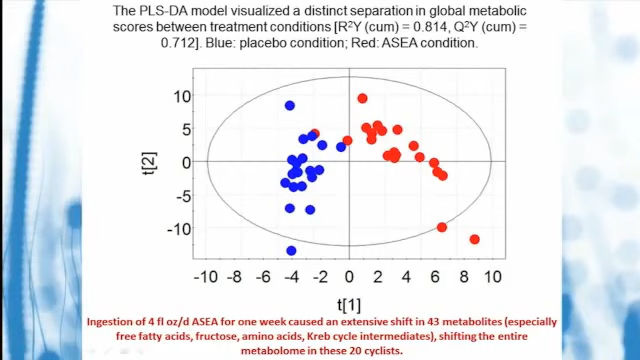 The PLS-DA model visualized a distinct separation in global metabolic
scores between treatment conditions [R²Y (cum) = 0.814, Q²Y (cum) =
0.712]. Blue: placebo condition; Red: ASEA condition.
10
5
0
-5
-10
t[2]
-10 -8 -6 -4 -2 0 2 4 6 8 10
t[1]
Ingestion of 4 fl oz/d ASEA for one week caused an extensive shift in 43 metabolites (especially
free fatty acids, fructose, amino acids, Kreb cycle intermediates), shifting the entire
metabolome in these 20 cyclists.